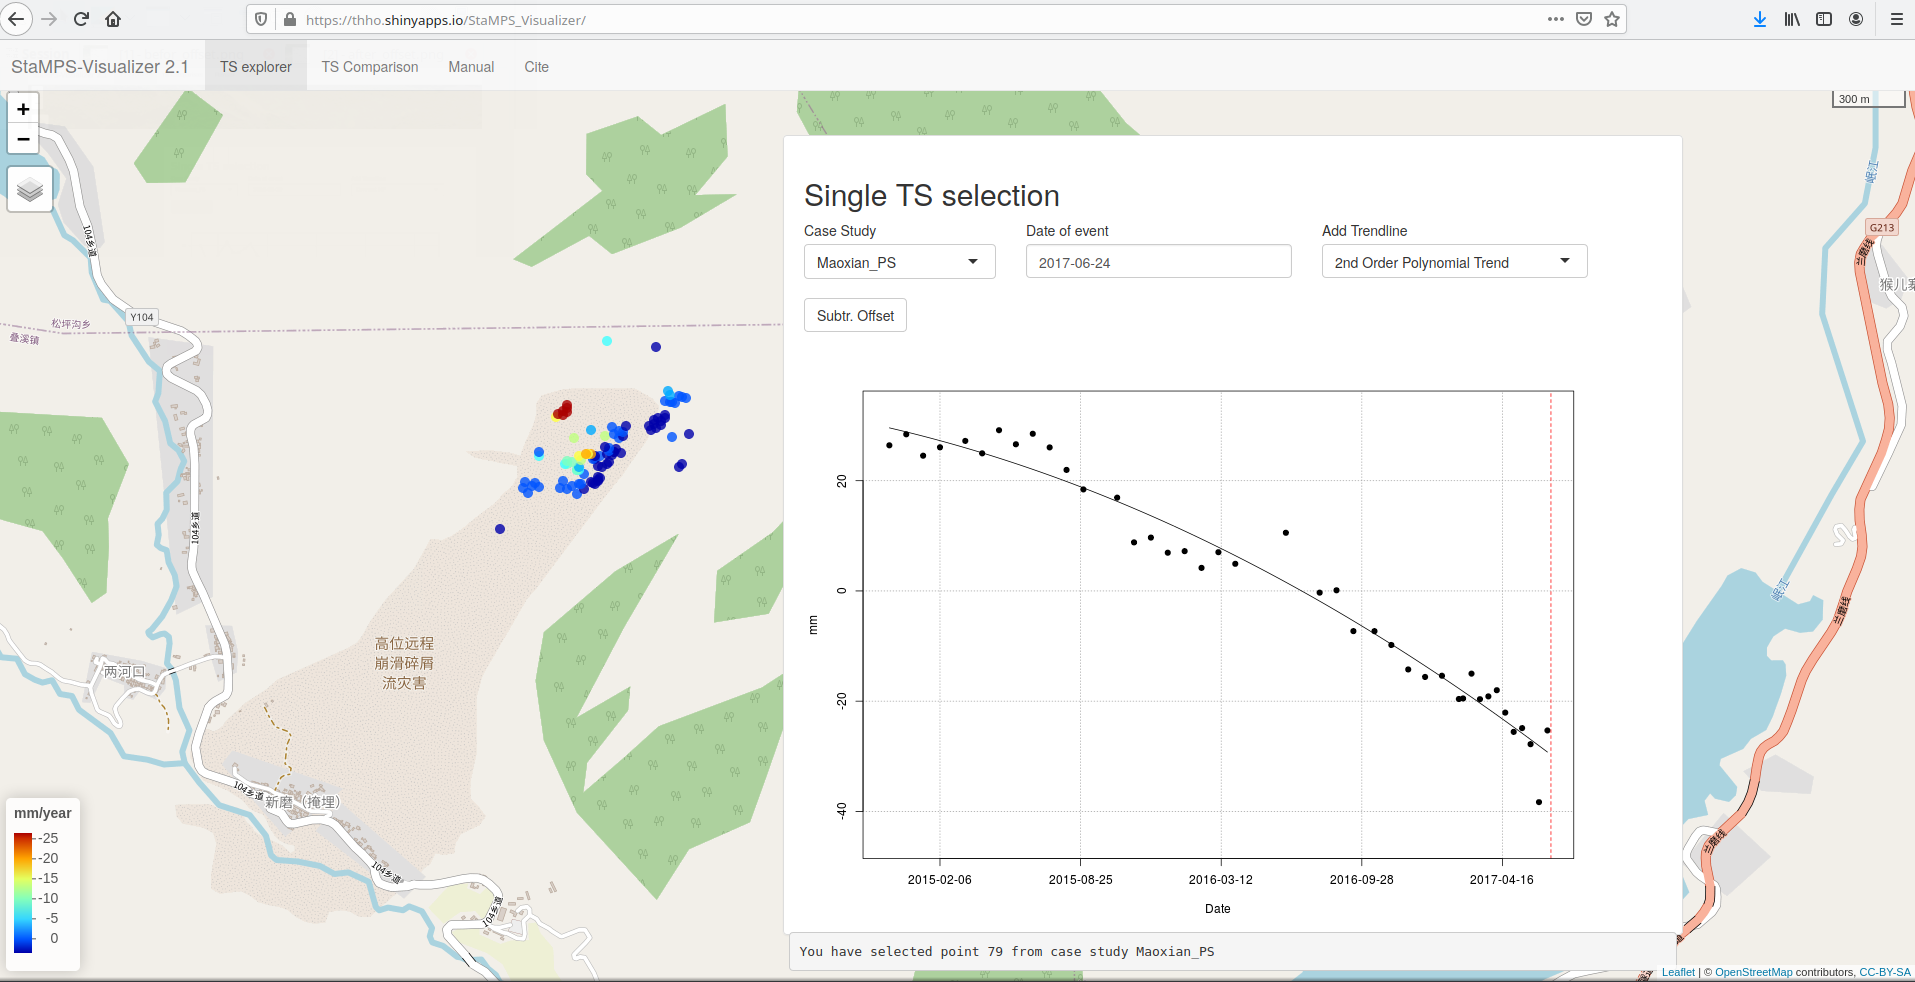 https://thho.shinyapps.io/StaMPS_Visualizer/
StaMPS-Visualizer 2.1
TS explorer
TS Comparison
Manual
Cite
+
−
300 m
岷江
G213
兰磨线
104乡道
Y104
松坪沟乡
叠溪镇
104乡道
高位远程
崩滑碎屑
流灾害
两河口
104乡道
新磨（掩埋）
104乡道
104乡道
岷江
兰磨线
兰磨线
Single TS selection
Case Study
Date of event
Add Trendline
Maoxian_PS
2017-06-24
2nd Order Polynomial Trend
Subtr. Offset
20
0
-20
-40
mm
2015-02-06
2015-08-25
2016-03-12
2016-09-28
2017-04-16
Date
You have selected point 79 from case study Maoxian_PS
mm/year
-25
-20
-15
-10
-5
0
Leaflet | © OpenStreetMap contributors, CC-BY-SA